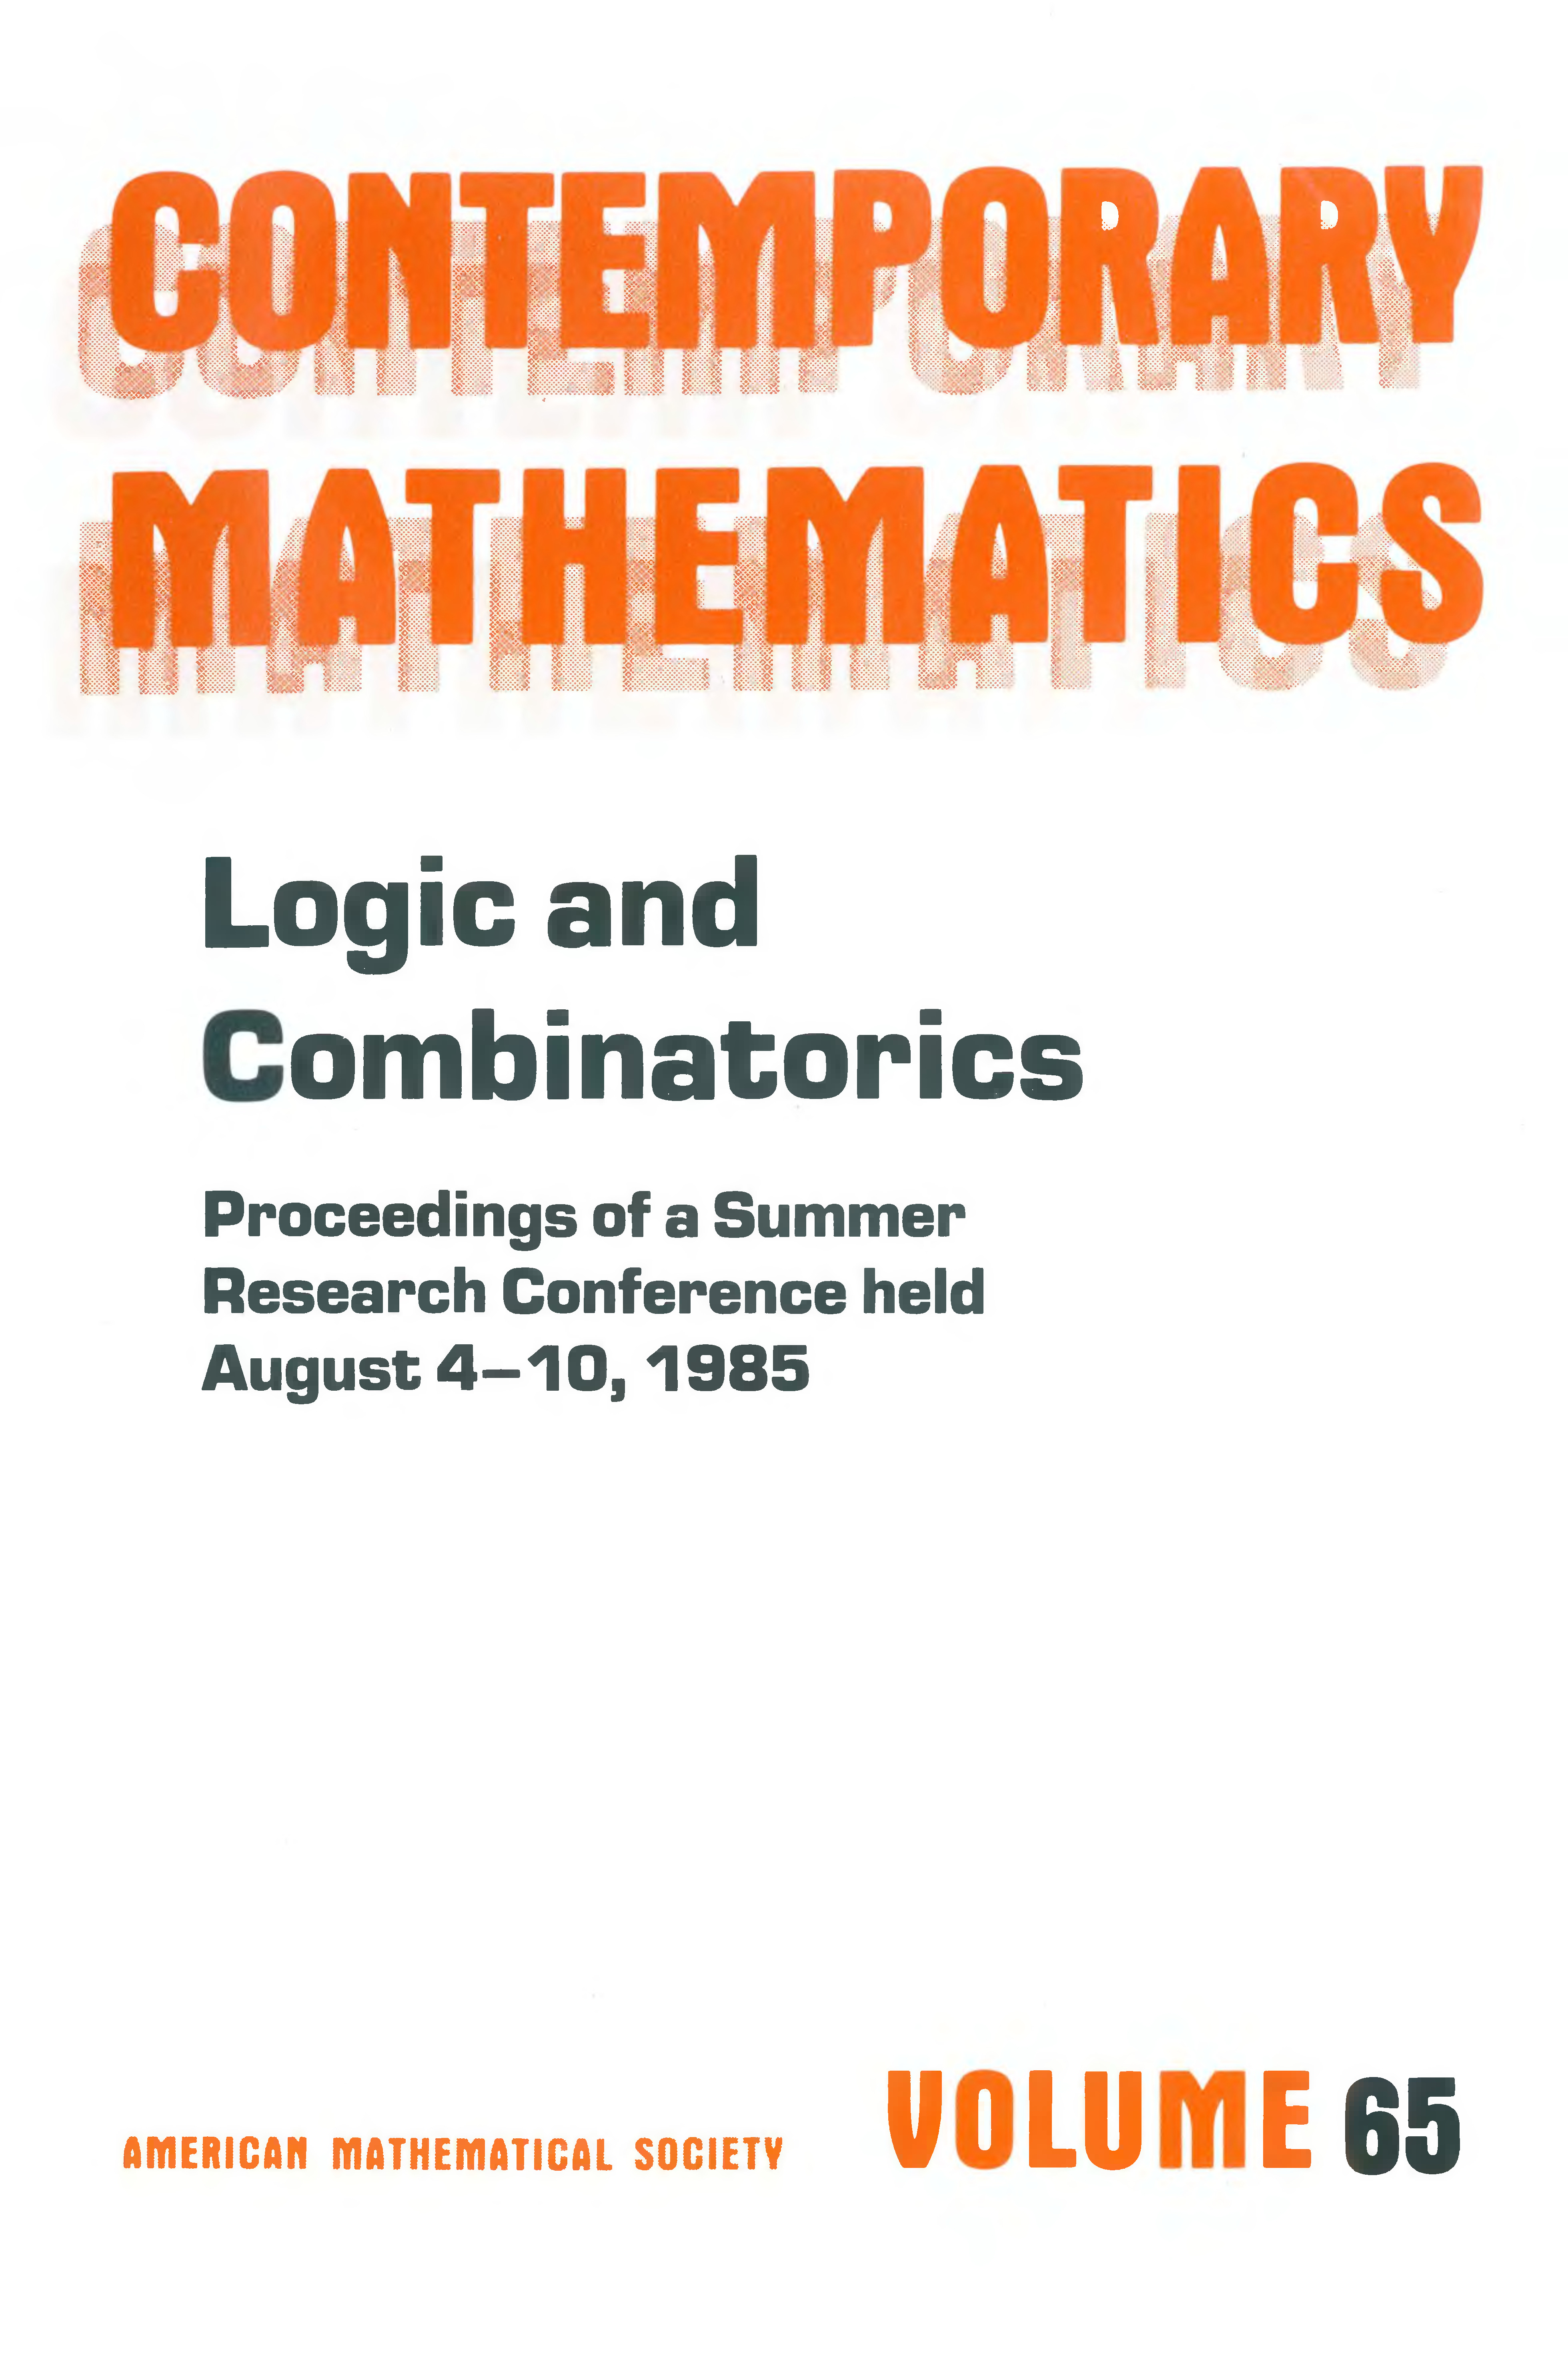 CONTEMPORARY
MATHEMATICS
Logic and
Combinatorics
Proceedings of a Summer
Research Conference held
August 4–10, 1985
AMERICAN MATHEMATICAL SOCIETY
VOLUME 65